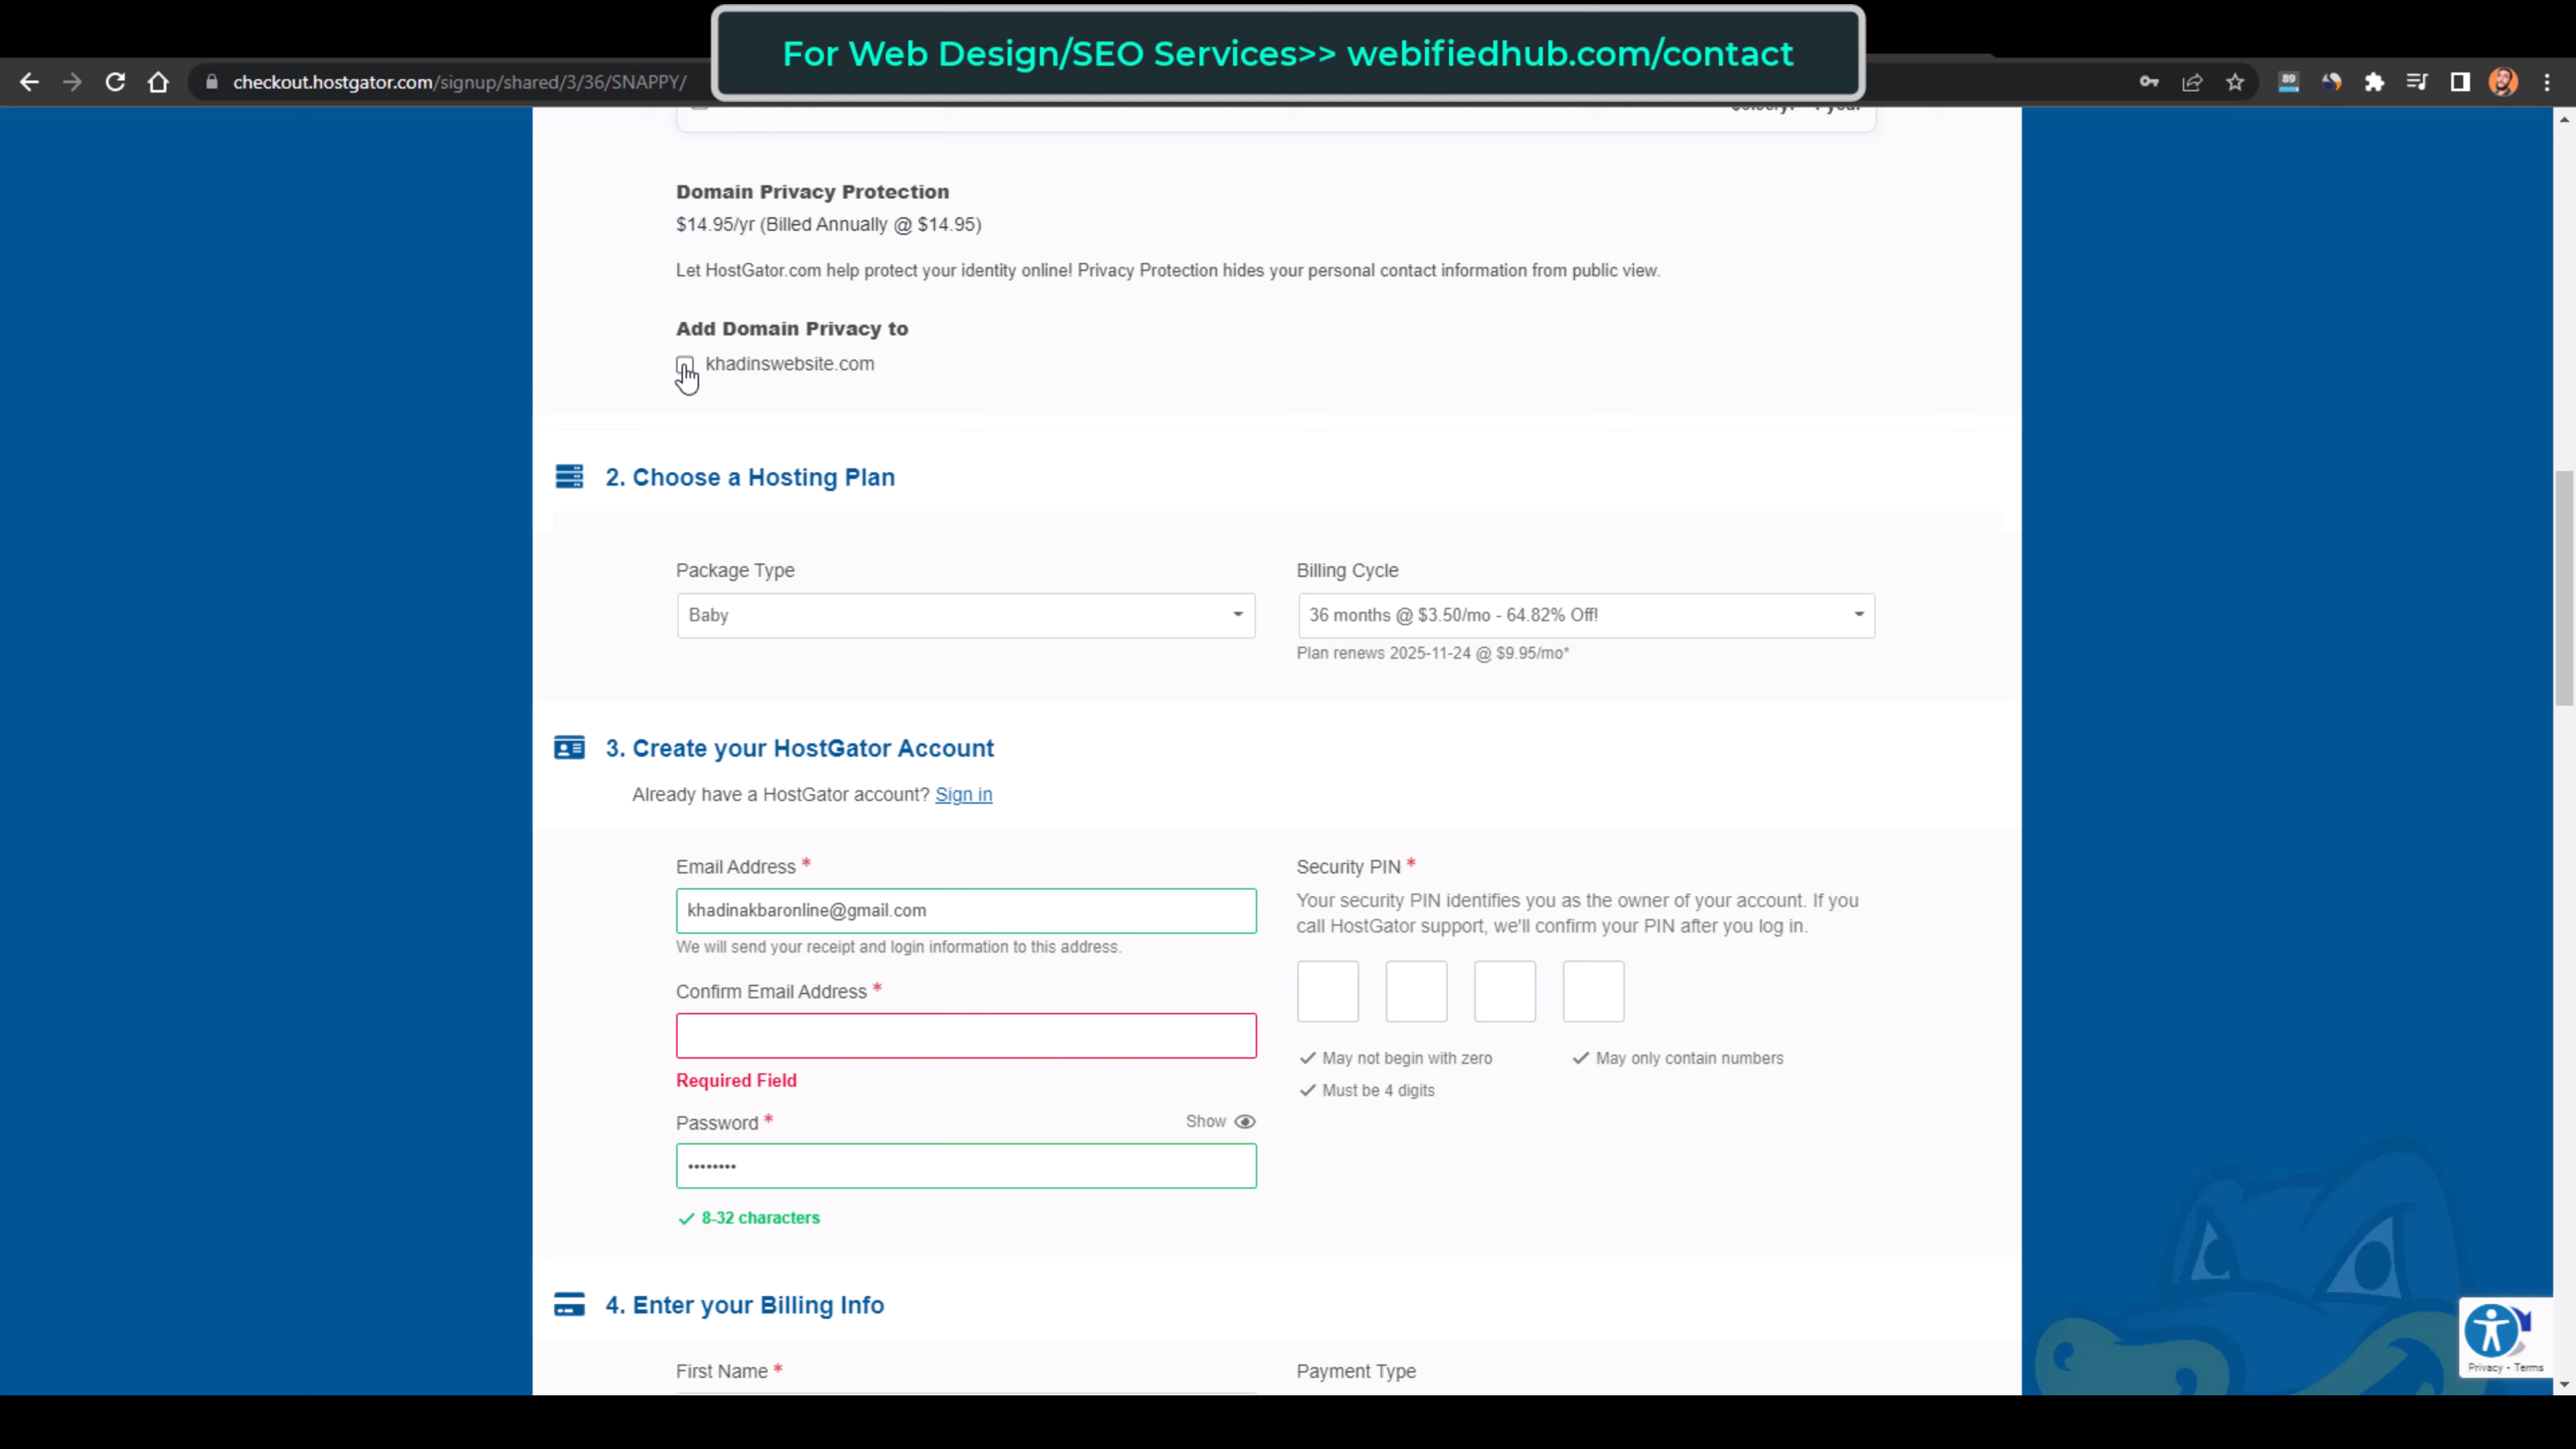 For Web Design/SEO Services>> webifiedhub.com/contact
checkout.hostgator.com/signup/shared/3/36/SNAPPY/
89
Domain Privacy Protection
$14.95/yr (Billed Annually @ $14.95)
Let HostGator.com help protect your identity online! Privacy Protection hides your personal contact information from public view.
Add Domain Privacy to
khadinswebsite.com
2. Choose a Hosting Plan
Package Type
Baby
Billing Cycle
36 months @ $3.50/mo - 64.82% Off!
Plan renews 2025-11-24 @ $9.95/mo*
3. Create your HostGator Account
Already have a HostGator account? Sign in
Email Address *
khadinakbaronline@gmail.com
We will send your receipt and login information to this address.
Confirm Email Address *
Required Field
Password *
Show
8-32 characters
Security PIN *
Your security PIN identifies you as the owner of your account. If you
call HostGator support, we'll confirm your PIN after you log in.
May not begin with zero
May only contain numbers
Must be 4 digits
4. Enter your Billing Info
First Name *
Payment Type
Privacy - Terms